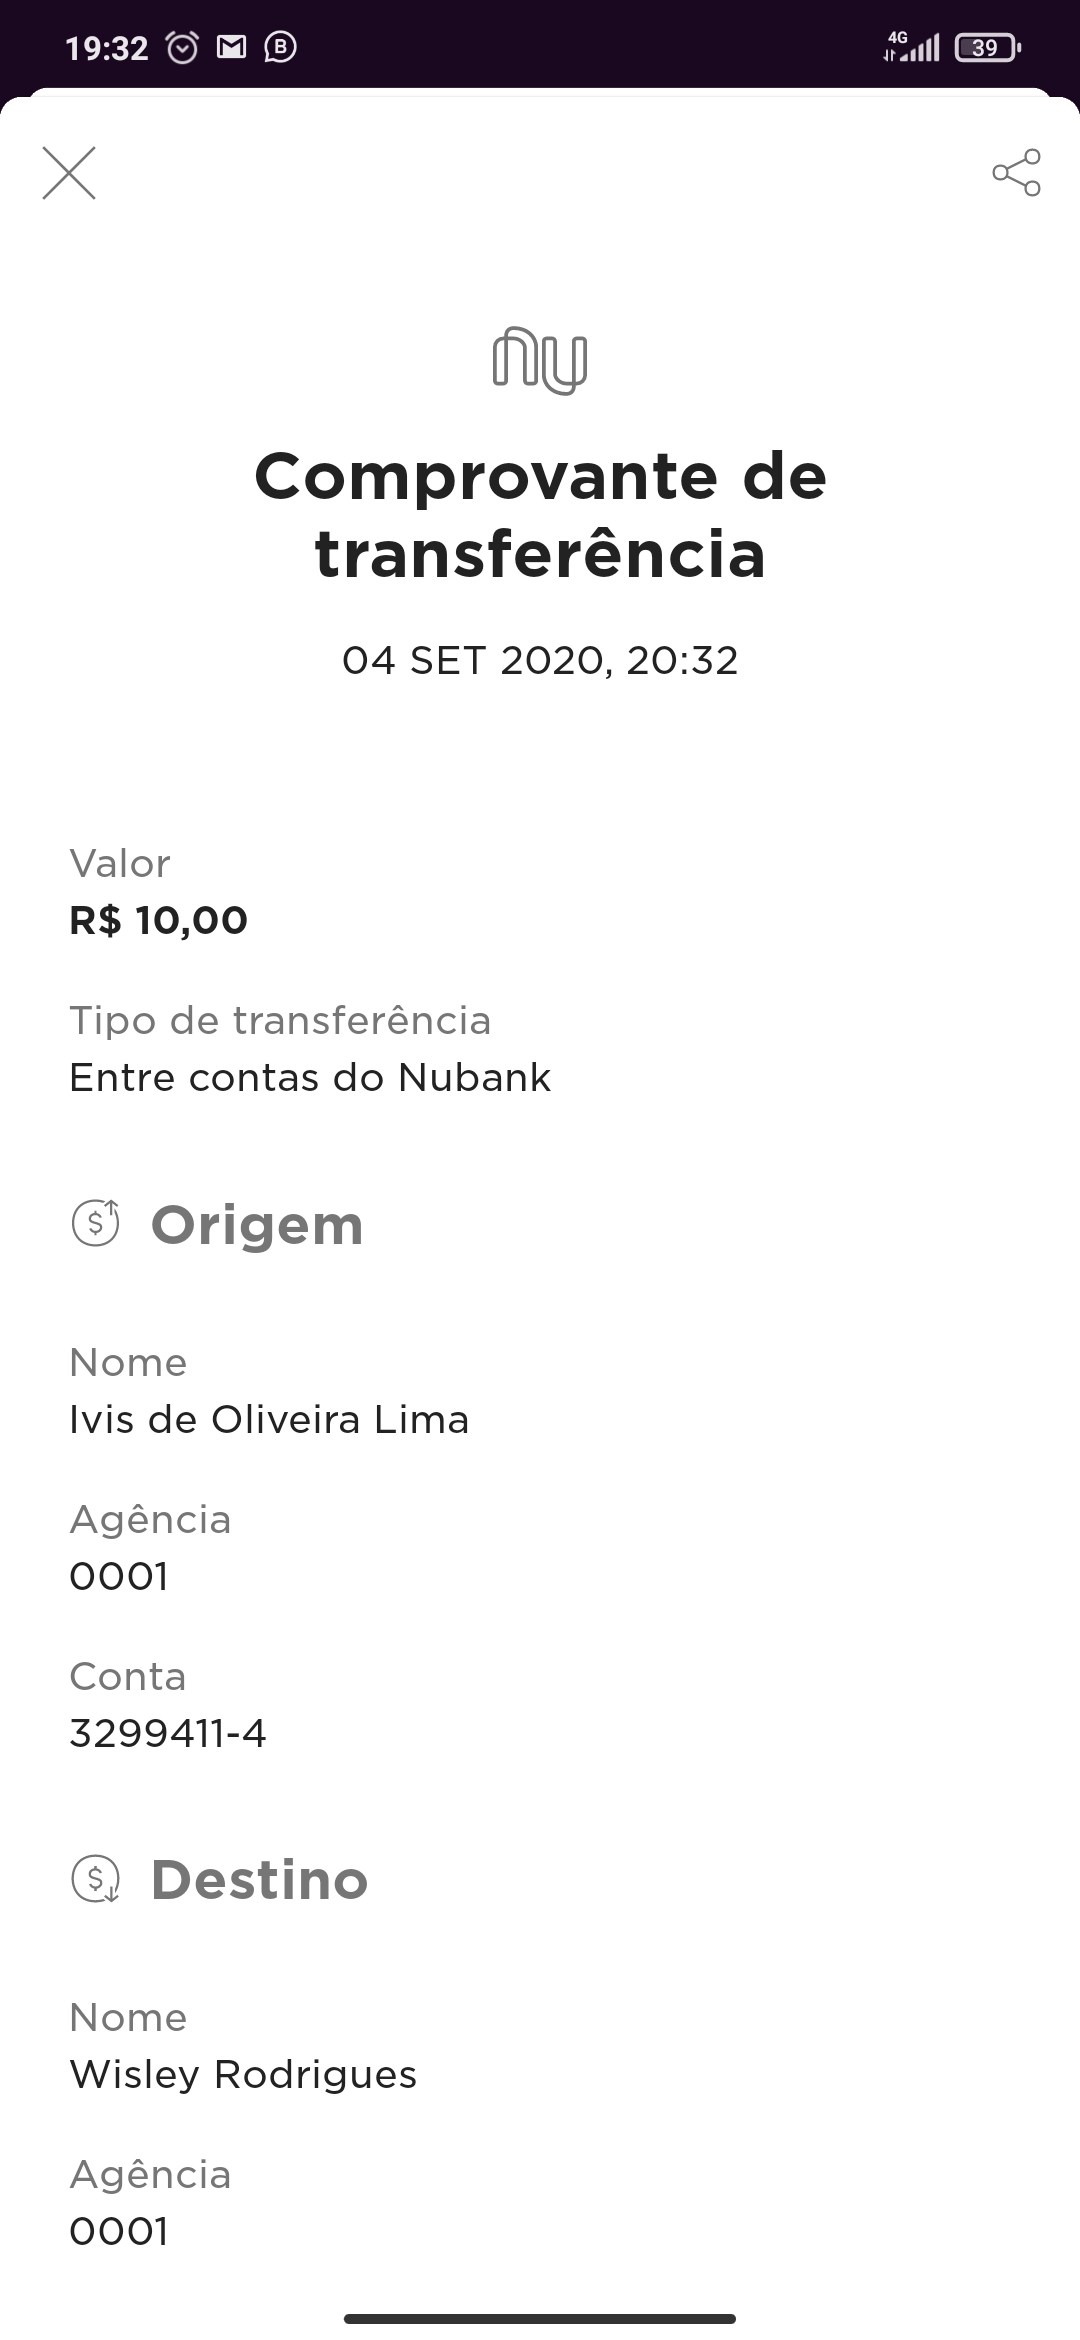 19:32
4G
39
nu
Comprovante de
transferência
04 SET 2020, 20:32
Valor
R$ 10,00
Tipo de transferência
Entre contas do Nubank
Origem
Nome
Ivis de Oliveira Lima
Agência
0001
Conta
3299411-4
Destino
Nome
Wisley Rodrigues
Agência
0001